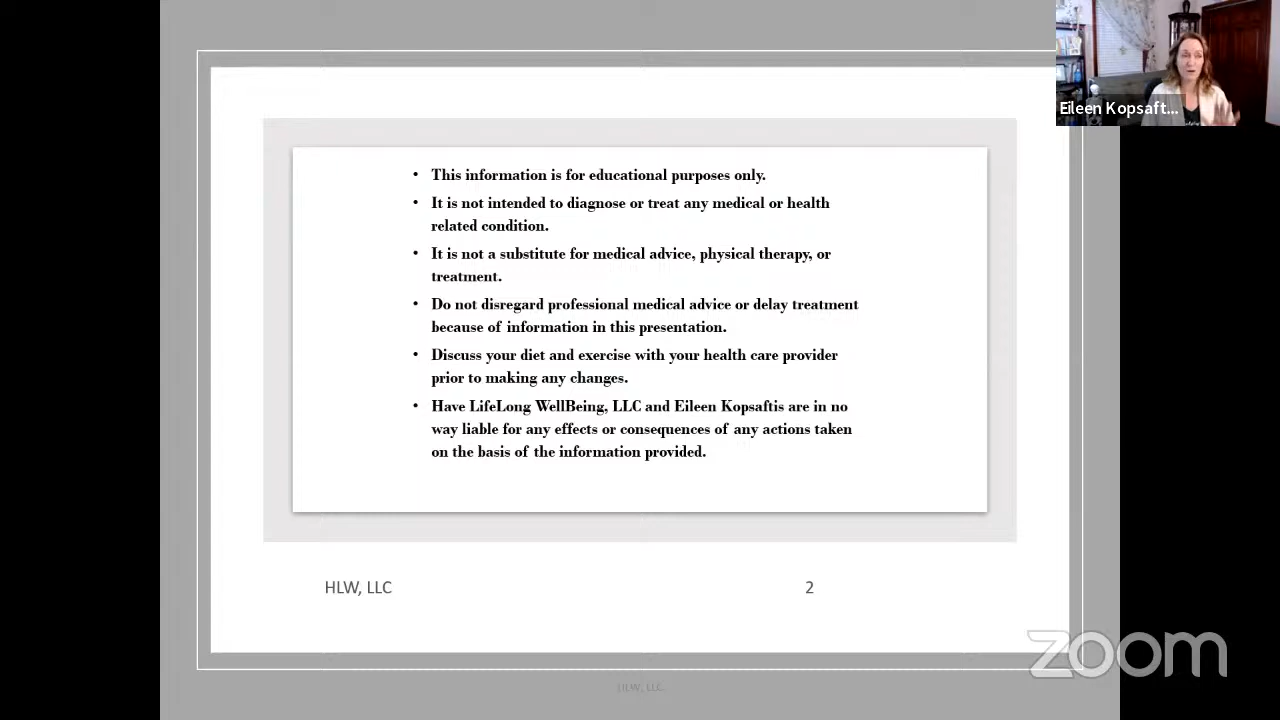 Eileen Kopsaft...
• This information is for educational purposes only.
• It is not intended to diagnose or treat any medical or health
related condition.
• It is not a substitute for medical advice, physical therapy, or
treatment.
• Do not disregard professional medical advice or delay treatment
because of information in this presentation.
• Discuss your diet and exercise with your health care provider
prior to making any changes.
• Have LifeLong WellBeing, LLC and Eileen Kopsaftis are in no
way liable for any effects or consequences of any actions taken
on the basis of the information provided.
HLW, LLC
2
zoom
HLW, LLC